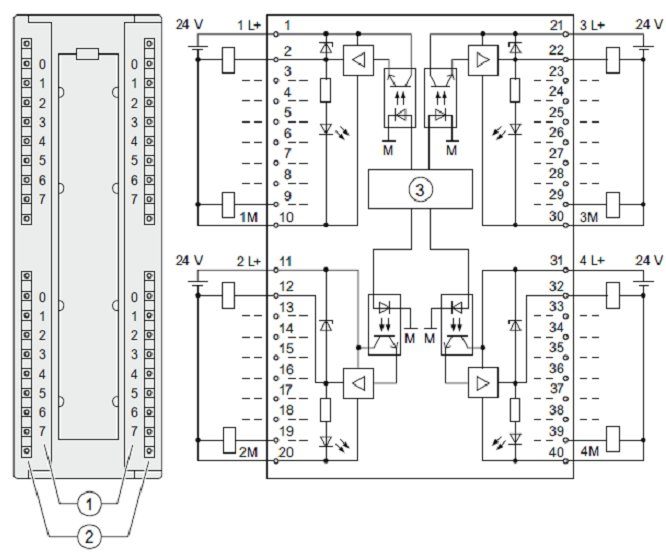 24 V 1 L+ 1 21 3 L+ 24 V
2 22
0 0 3 23
1 1 4 24
2 2 5 25
3 3 6 26
4 4 7 27
5 5 8 28
6 6 9 29
7 7 1M 10 30 3M
M M
3
24 V 2 L+ 11 31 4 L+ 24 V
12 32
0 0 13 33
1 1 14 34
2 2 15 35
3 3 16 36
4 4 17 37
5 5 18 38
6 6 19 39
7 7 2M 20 40 4M
M M
1
2